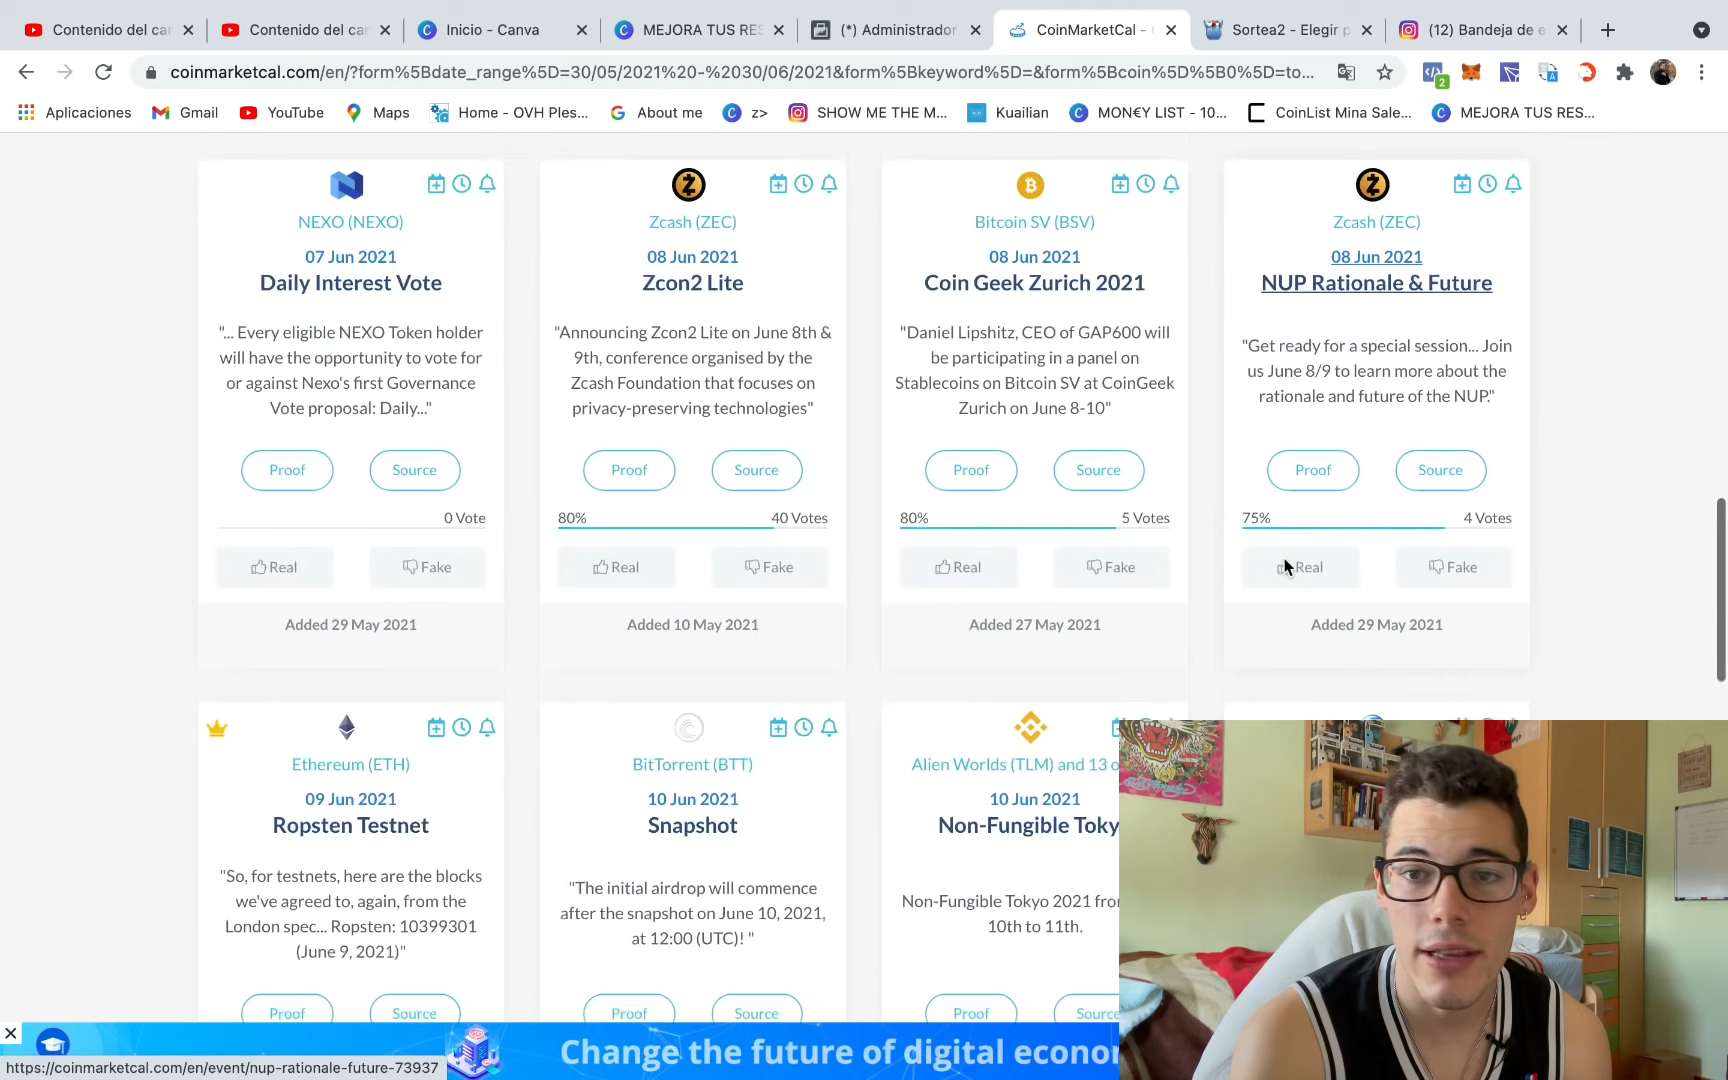 Contenido del car
Contenido del car
Inicio - Canva
MEJORA TUS RES
(*) Administrador
CoinMarketCal -
Sortea2 - Elegir p
(12) Bandeja de e
coinmarketcal.com/en/?form%5Bdate_range%5D=30/05/2021%20-%2030/06/2021&form%5Bkeyword%5D=&form%5Bcoin%5D%5B0%5D=to...
2
Aplicaciones
Gmail
YouTube
Maps
Home - OVH Ples...
About me
z>
SHOW ME THE M...
Kuailian
MON€Y LIST - 10...
CoinList Mina Sale...
MEJORA TUS RES...
NEXO (NEXO)
07 Jun 2021
Daily Interest Vote
"... Every eligible NEXO Token holder
will have the opportunity to vote for
or against Nexo's first Governance
Vote proposal: Daily..."
Proof
Source
0 Vote
Real
Fake
Added 29 May 2021
Zcash (ZEC)
08 Jun 2021
Zcon2 Lite
"Announcing Zcon2 Lite on June 8th &
9th, conference organised by the
Zcash Foundation that focuses on
privacy-preserving technologies"
Proof
Source
80%
40 Votes
Real
Fake
Added 10 May 2021
Bitcoin SV (BSV)
08 Jun 2021
Coin Geek Zurich 2021
"Daniel Lipshitz, CEO of GAP600 will
be participating in a panel on
Stablecoins on Bitcoin SV at CoinGeek
Zurich on June 8-10"
Proof
Source
80%
5 Votes
Real
Fake
Added 27 May 2021
Zcash (ZEC)
08 Jun 2021
NUP Rationale & Future
"Get ready for a special session... Join
us June 8/9 to learn more about the
rationale and future of the NUP."
Proof
Source
75%
4 Votes
Real
Fake
Added 29 May 2021
Ethereum (ETH)
09 Jun 2021
Ropsten Testnet
"So, for testnets, here are the blocks
we've agreed to, again, from the
London spec... Ropsten: 10399301
(June 9, 2021)"
Proof
Source
BitTorrent (BTT)
10 Jun 2021
Snapshot
"The initial airdrop will commence
after the snapshot on June 10, 2021,
at 12:00 (UTC)! "
Proof
Source
Alien Worlds (TLM) and 13 o
10 Jun 2021
Non-Fungible Toky
Non-Fungible Tokyo 2021 fro
10th to 11th.
Proof
Source
Change the future of digital econo
https://coinmarketcal.com/en/event/nup-rationale-future-73937